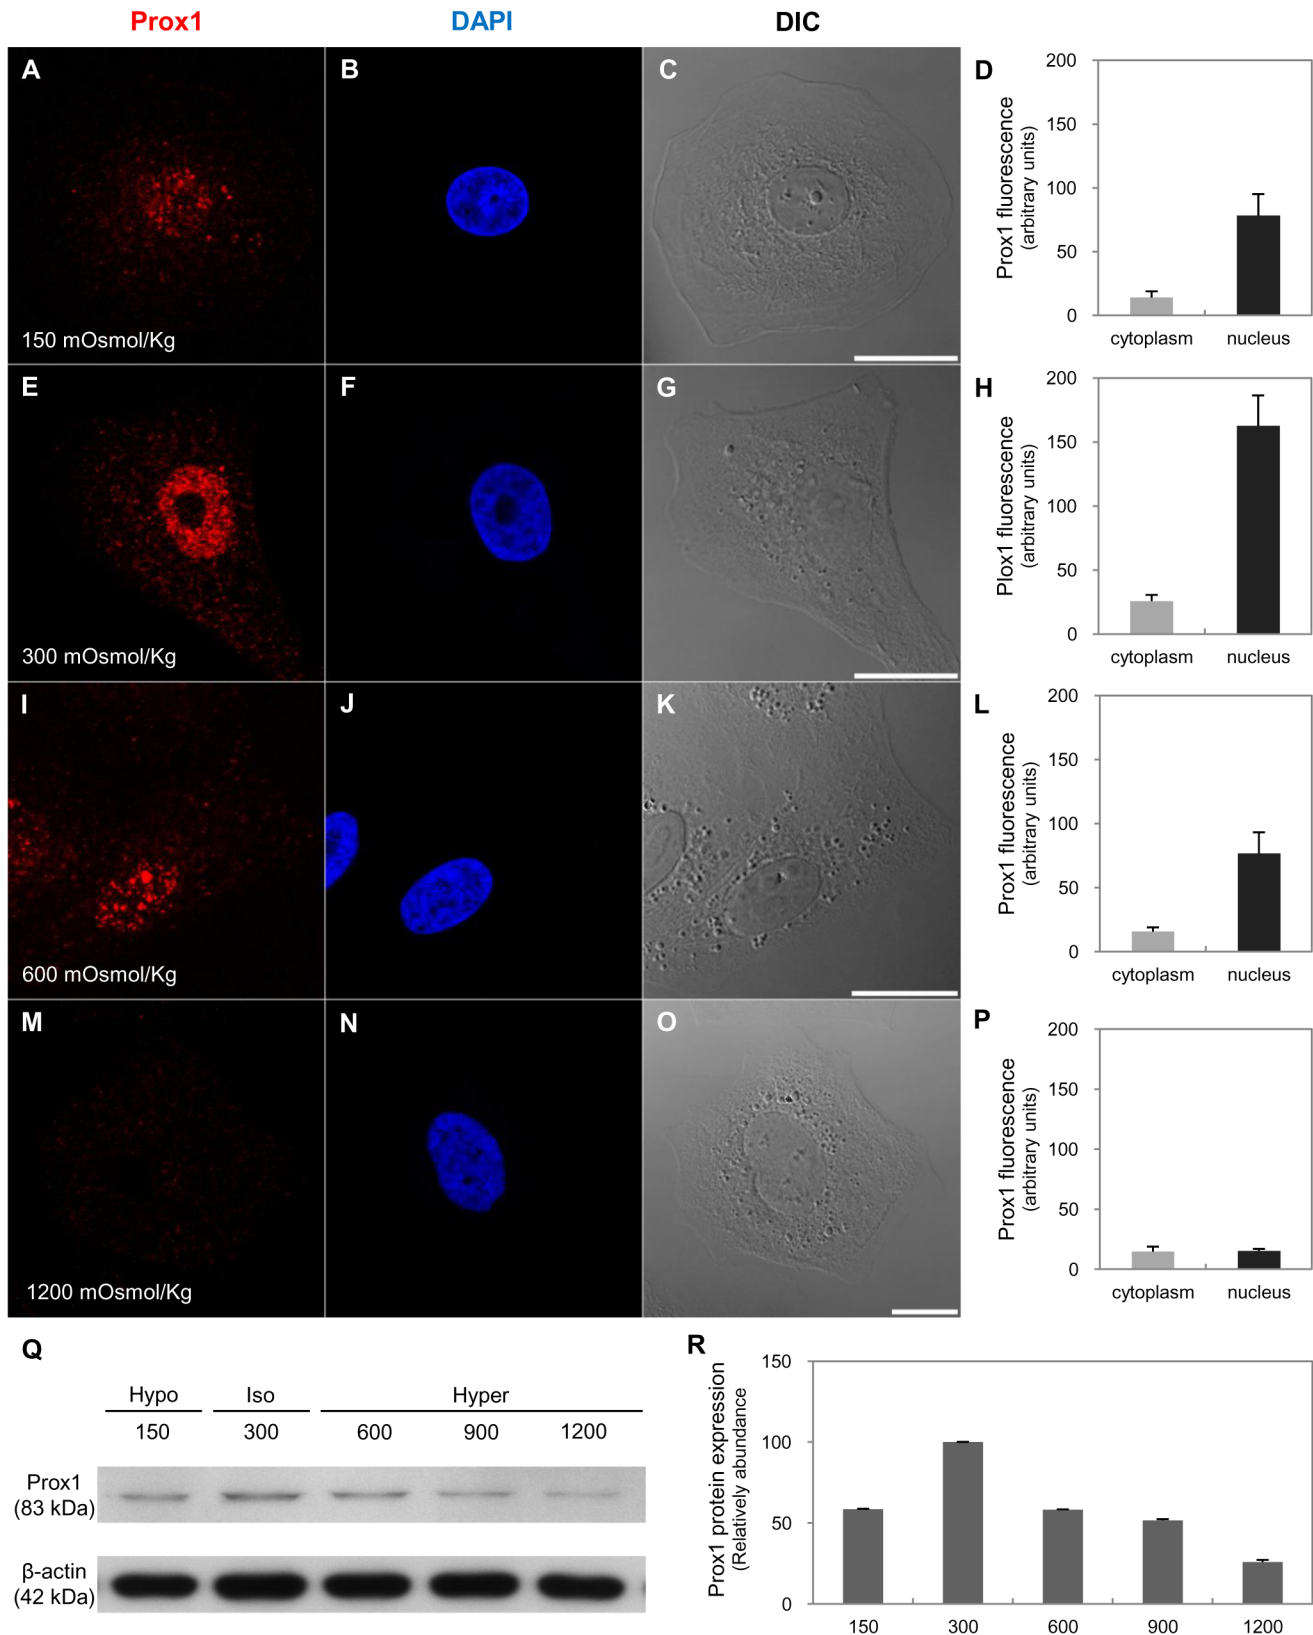 Prox1 DAPI DIC
A B C D
200
150
100
50
0
Prox1 fluorescence
(arbitrary units)
cytoplasm nucleus
150 mOsmol/Kg
E F G H
200
150
100
50
0
Plox1 fluorescence
(arbitrary units)
cytoplasm nucleus
300 mOsmol/Kg
I J K L
200
150
100
50
0
Prox1 fluorescence
(arbitrary units)
cytoplasm nucleus
600 mOsmol/Kg
M N O P
200
150
100
50
0
Prox1 fluorescence
(arbitrary units)
cytoplasm nucleus
1200 mOsmol/Kg
Q
Hypo Iso Hyper
150 300 600 900 1200
Prox1
(83 kDa)
β-actin
(42 kDa)
R
150
100
50
0
Prox1 protein expression
(Relatively abundance
150 300 600 900 1200